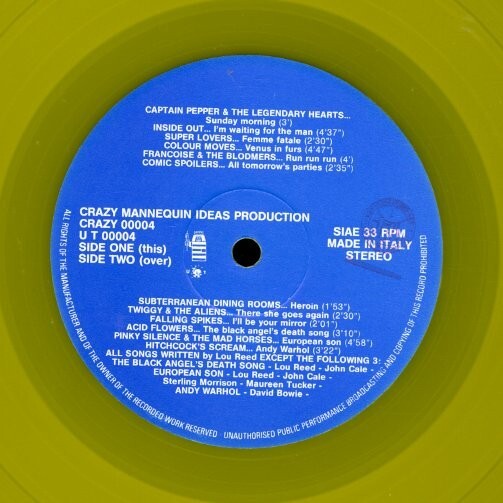 CAPTAIN PEPPER & THE LEGENDARY HEARTS...
Sunday morning (3')
INSIDE OUT... I'm waiting for the man (4'37")
SUPER LOVERS... Femme fatale (2'30)
COLOUR MOVES... Venus in furs (4'47")
FRANCOISE & THE BLODMERS... Run run run (4')
COMIC SPOILERS... All tomorrow's parties (2'35")
CRAZY MANNEQUIN IDEAS PRODUCTION
CRAZY 00004
U T 00004
SIDE ONE (this)
SIDE TWO (over)
SIAE 33 RPM
MADE IN ITALY
STEREO
SUBTERRANEAN DINING ROOMS... Heroin (1'53")
TWIGGY & THE ALIENS... There she goes again (2'30")
FALLING SPIKES... I'll be your mirror (2'01")
ACID FLOWERS... The black angel's death song (3'10")
PINKY SILENCE & THE MAD HORSES... European son (4'58")
HITCHCOCK'S SCREAM... Andy Warhol (3'22")
ALL SONGS WRITTEN by Lou Reed EXCEPT THE FOLLOWING 3:
THE BLACK ANGEL'S DEATH SONG - Lou Reed - John Cale -
EUROPEAN SON - Lou Reed - John Cale -
Sterling Morrison - Maureen Tucker -
ANDY WARHOL - David Bowie -
ALL RIGHTS OF THE MANUFACTURER AND OF THE OWNER OF THE RECORDED WORK RESERVED - UNAUTHORISED PUBLIC PERFORMANCE BROADCASTING AND COPYING OF THIS RECORD PROHIBITED